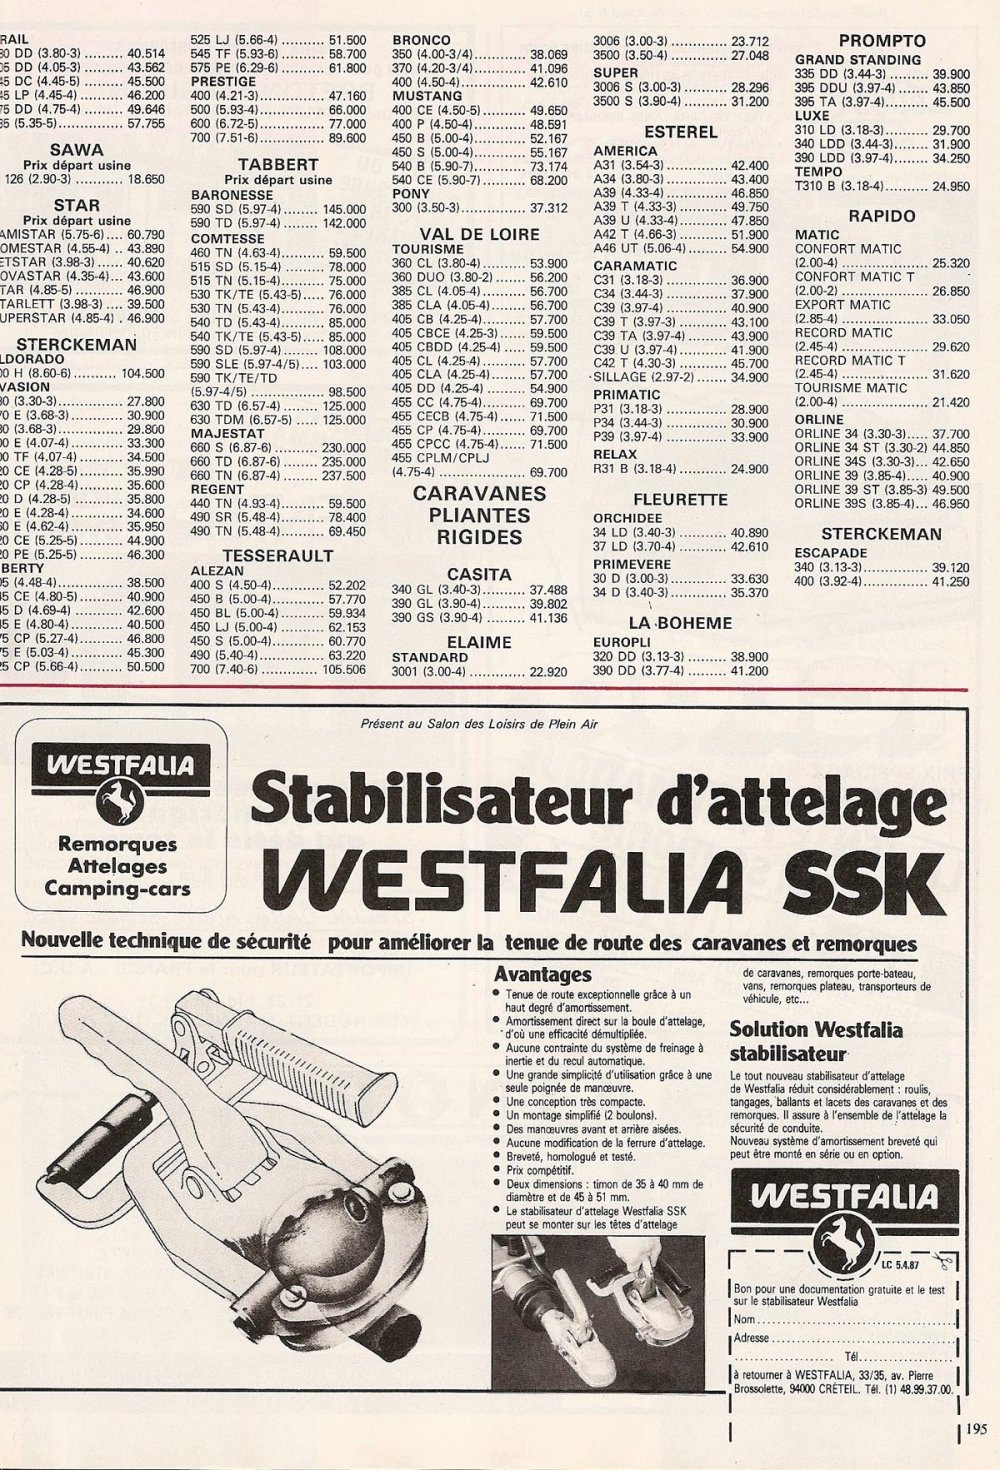 RAIL
80 DD (3.80-3) .......... 40.514
05 DD (4.05-3) .......... 43.562
45 DC (4.45-5) .......... 45.500
45 LP (4.45-4) .......... 46.200
75 DD (4.75-4) .......... 49.646
35 (5.35-5) .......... 57.755
SAWA
Prix départ usine
126 (2.90-3) .......... 18.650
STAR
Prix départ usine
AMISTAR (5.75-6) .... 60.790
OMESTAR (4.55-4) .. 43.890
ETSTAR (3.98-3) .... 40.620
OVASTAR (4.35-4) ... 43.600
TAR (4.85-5) .......... 46.900
TARLETT (3.98-3) .... 39.500
UPERSTAR (4.85-4) . 46.900
STERCKEMAN
LDORADO
00 H (8.60-6) .......... 104.500
VASION
30 (3.30-3) .......... 27.800
70 E (3.68-3) .......... 30.900
80 (3.68-3) .......... 29.800
00 E (4.07-4) .......... 33.300
00 TF (4.07-4) .......... 34.500
20 CE (4.28-5) .......... 35.990
20 CP (4.28-4) .......... 35.600
20 D (4.28-5) .......... 35.800
20 E (4.28-4) .......... 34.600
60 E (4.62-4) .......... 35.950
20 CE (5.25-5) .......... 44.900
20 PE (5.25-5) .......... 46.300
BERTY
05 (4.48-4) .......... 38.500
45 CE (4.80-5) .......... 40.900
45 D (4.69-4) .......... 42.600
45 E (4.80-4) .......... 40.500
75 CP (5.27-4) .......... 46.800
75 E (5.03-4) .......... 45.300
25 CP (5.66-4) .......... 50.500
525 LJ (5.66-4) .......... 51.500
545 TF (5.93-6) .......... 58.700
575 PE (6.29-6) .......... 61.800
PRESTIGE
400 (4.21-3) .......... 47.160
500 (5.93-4) .......... 66.000
600 (6.72-5) .......... 77.000
700 (7.51-6) .......... 89.600
TABBERT
Prix départ usine
BARONESSE
590 SD (5.97-4) ........ 145.000
590 TD (5.97-4) ........ 142.000
COMTESSE
460 TN (4.63-4) .......... 59.500
515 SD (5.15-4) .......... 78.000
515 TN (5.15-4) .......... 75.000
530 TK/TE (5.43-5) ..... 76.000
530 TN (5.43-4) .......... 76.000
540 TD (5.43-4) .......... 85.000
540 TK/TE (5.43-5) ..... 85.000
590 SD (5.97-4) ........ 108.000
590 SLE (5.97-4/5) .... 103.000
590 TK/TE/TD
(5.97-4/5) .......... 98.500
630 TD (6.57-4) ........ 125.000
630 TDM (6.57-5) ..... 125.000
MAJESTAT
660 S (6.87-6) ......... 230.000
660 TD (6.87-6) ........ 235.000
660 TN (6.87-4) ........ 237.500
REGENT
440 TN (4.93-4) .......... 59.500
490 SR (5.48-4) .......... 78.400
490 TN (5.48-4) .......... 69.450
TESSERAULT
ALEZAN
400 S (4.50-4) .......... 52.202
450 B (5.00-4) .......... 57.770
450 BL (5.00-4) .......... 59.934
450 LJ (5.00-4) .......... 62.153
450 S (5.00-4) .......... 60.770
490 (5.40-4) .......... 63.220
700 (7.40-6) .......... 105.506
BRONCO
350 (4.00-3/4) .......... 38.069
370 (4.20-3/4) .......... 41.096
400 (4.50-4) .......... 42.610
MUSTANG
400 CE (4.50-5) .......... 49.650
400 P (4.50-4) .......... 48.591
450 B (5.00-4) .......... 52.167
450 S (5.00-4) .......... 55.167
540 B (5.90-7) .......... 73.174
540 CE (5.90-7) .......... 68.200
PONY
300 (3.50-3) .......... 37.312
VAL DE LOIRE
TOURISME
360 CL (3.80-4) .......... 53.900
360 DUO (3.80-2) ....... 56.200
385 CL (4.05-4) .......... 56.700
385 CLA (4.05-4) ........ 56.700
405 CB (4.25-4) .......... 57.700
405 CBCE (4.25-3) ...... 59.500
405 CBDD (4.25-4) ..... 59.500
405 CL (4.25-4) .......... 57.700
405 CLA (4.25-4) ........ 57.700
405 DD (4.25-4) .......... 54.900
455 CC (4.75-4) .......... 69.700
455 CECB (4.75-4) ...... 71.500
455 CP (4.75-4) .......... 69.700
455 CPCC (4.75-4) ...... 71.500
455 CPLM/CPLJ
(4.75-4) .......... 69.700
CARAVANES
PLIANTES
RIGIDES
CASITA
340 GL (3.40-3) .......... 37.488
390 GL (3.90-4) .......... 39.802
390 GS (3.90-4) .......... 41.136
ELAIME
STANDARD
3001 (3.00-4) ............ 22.920
3006 (3.00-3) ............ 23.712
3500 (3.50-4) ............ 27.048
SUPER
3006 S (3.00-3) .......... 28.296
3500 S (3.90-4) .......... 31.200
ESTEREL
AMERICA
A31 (3.54-3) .......... 42.400
A34 (3.80-3) .......... 43.400
A39 (4.33-4) .......... 46.850
A39 T (4.33-3) .......... 49.750
A39 U (4.33-4) .......... 47.850
A42 T (4.66-3) .......... 51.900
A46 UT (5.06-4) .......... 54.900
CARAMATIC
C31 (3.18-3) .......... 36.900
C34 (3.44-3) .......... 37.900
C39 (3.97-4) .......... 40.900
C39 T (3.97-3) .......... 43.100
C39 TA (3.97-4) .......... 43.900
C39 U (3.97-4) .......... 41.900
C42 T (4.30-3) .......... 45.700
SILLAGE (2.97-2) ........ 34.900
PRIMATIC
P31 (3.18-3) .......... 28.900
P34 (3.44-3) .......... 30.900
P39 (3.97-4) .......... 33.900
RELAX
R31 B (3.18-4) .......... 24.900
FLEURETTE
ORCHIDEE
34 LD (3.40-3) .......... 40.890
37 LD (3.70-4) .......... 42.610
PRIMEVERE
30 D (3.00-3) .......... 33.630
34 D (3.40-3) .......... 35.370
LA BOHEME
EUROPLI
320 DD (3.13-3) ......... 38.900
390 DD (3.77-4) ......... 41.200
PROMPTO
GRAND STANDING
335 DD (3.44-3) ......... 39.900
395 DDU (3.97-4) ....... 43.850
395 TA (3.97-4) .......... 45.500
LUXE
310 LD (3.18-3) .......... 29.700
340 LDD (3.44-3) ........ 31.900
390 LDD (3.97-4) ........ 34.250
TEMPO
T310 B (3.18-4) .......... 24.950
RAPIDO
MATIC
CONFORT MATIC
(2.00-4) .......... 25.320
CONFORT MATIC T
(2.00-2) .......... 26.850
EXPORT MATIC
(2.85-4) .......... 33.050
RECORD MATIC
(2.45-4) .......... 29.620
RECORD MATIC T
(2.45-4) .......... 31.620
TOURISME MATIC
(2.00-4) .......... 21.420
ORLINE
ORLINE 34 (3.30-3) ..... 37.700
ORLINE 34 ST (3.30-2) 44.850
ORLINE 34S (3.30-3) ... 42.650
ORLINE 39 (3.85-4) ..... 40.900
ORLINE 39 ST (3.85-3) 49.500
ORLINE 39S (3.85-4) ... 46.950
STERCKEMAN
ESCAPADE
340 (3.13-3) .......... 39.120
400 (3.92-4) .......... 41.250
Présent au Salon des Loisirs de Plein Air
WESTFALIA
Remorques
Attelages
Camping-cars
Stabilisateur d'attelage
WESTFALIA SSK
Nouvelle technique de sécurité pour améliorer la tenue de route des caravanes et remorques
Avantages
• Tenue de route exceptionnelle grâce à un
haut degré d'amortissement.
• Amortissement direct sur la boule d'attelage,
d'où une efficacité démultipliée.
• Aucune contrainte du système de freinage à
inertie et du recul automatique.
• Une grande simplicité d'utilisation grâce à une
seule poignée de manœuvre.
• Une conception très compacte.
• Un montage simplifié (2 boulons).
• Des manœuvres avant et arrière aisées.
• Aucune modification de la ferrure d'attelage.
• Breveté, homologué et testé.
• Prix compétitif.
• Deux dimensions : timon de 35 à 40 mm de
diamètre et de 45 à 51 mm.
• Le stabilisateur d'attelage Westfalia SSK
peut se monter sur les têtes d'attelage
de caravanes, remorques porte-bateau,
vans, remorques plateau, transporteurs de
véhicule, etc...
Solution Westfalia
stabilisateur
Le tout nouveau stabilisateur d'attelage
de Westfalia réduit considérablement : roulis,
tangages, ballants et lacets des caravanes et des
remorques. Il assure à l'ensemble de l'attelage la
sécurité de conduite.
Nouveau système d'amortissement breveté qui
peut être monté en série ou en option.
WESTFALIA
LC 5.4.87
Bon pour une documentation gratuite et le test
sur le stabilisateur Westfalia
Nom ..........
Adresse ..........
.......... Tél. ..........
à retourner à WESTFALIA, 33/35, av. Pierre
Brossolette, 94000 CRÉTEIL. Tél. (1) 48.99.37.00.
195